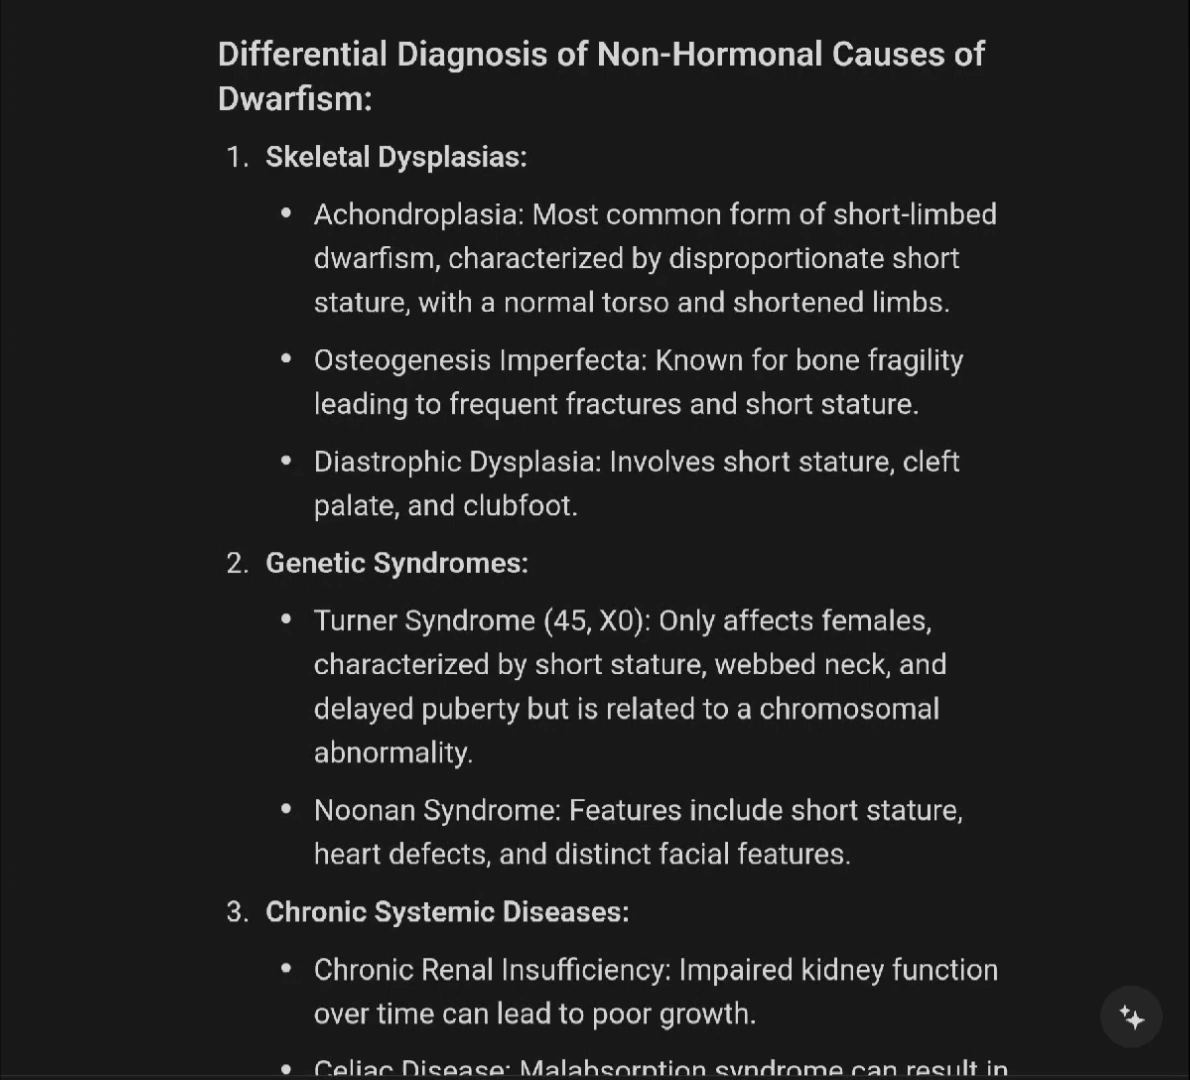 Differential Diagnosis of Non-Hormonal Causes of
Dwarfism:
1. Skeletal Dysplasias:
• Achondroplasia: Most common form of short-limbed
dwarfism, characterized by disproportionate short
stature, with a normal torso and shortened limbs.
• Osteogenesis Imperfecta: Known for bone fragility
leading to frequent fractures and short stature.
• Diastrophic Dysplasia: Involves short stature, cleft
palate, and clubfoot.
2. Genetic Syndromes:
• Turner Syndrome (45, X0): Only affects females,
characterized by short stature, webbed neck, and
delayed puberty but is related to a chromosomal
abnormality.
• Noonan Syndrome: Features include short stature,
heart defects, and distinct facial features.
3. Chronic Systemic Diseases:
• Chronic Renal Insufficiency: Impaired kidney function
over time can lead to poor growth.
• Celiac Disease: Malabsorption syndrome can result in